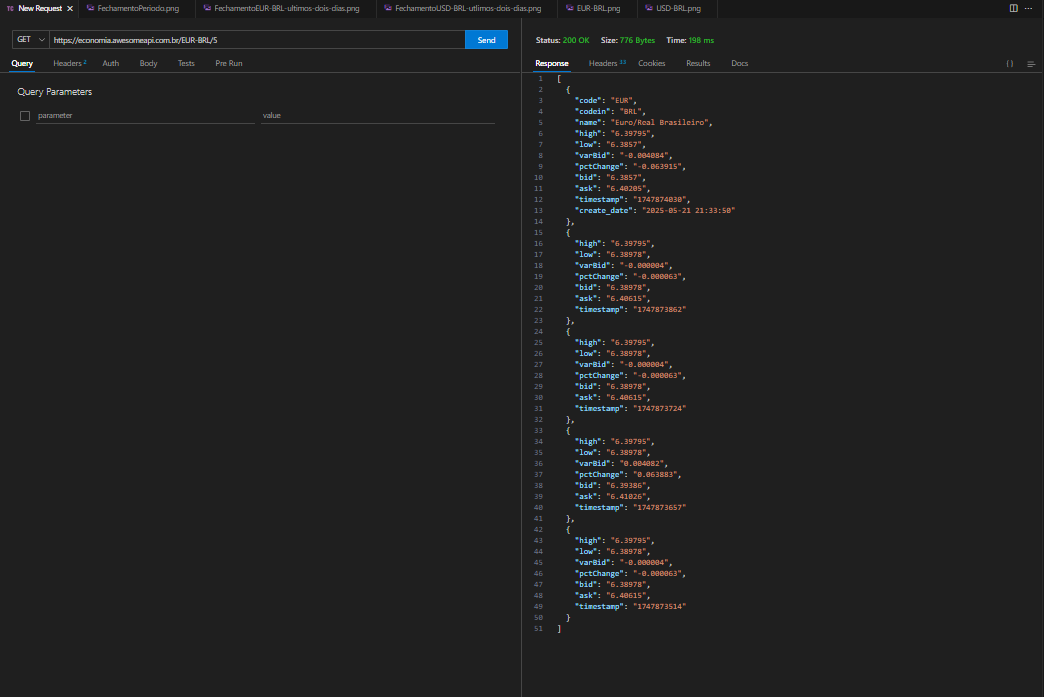 TC New Request × FechamentoPeriodo.png FechamentoEUR-BRL-ultimos-dois-dias.png FechamentoUSD-BRL-utlimos-dois-dias.png EUR-BRL.png USD-BRL.png ···
GET https://economia.awesomeapi.com.br/EUR-BRL/5 Send
Query Headers 2 Auth Body Tests Pre Run
Query Parameters
parameter value
Status: 200 OK Size: 776 Bytes Time: 198 ms
Response Headers 23 Cookies Results Docs { }
1 [
2 {
3 "code": "EUR",
4 "codein": "BRL",
5 "name": "Euro/Real Brasileiro",
6 "high": "6.39795",
7 "low": "6.3857",
8 "varBid": "-0.004084",
9 "pctChange": "-0.063915",
10 "bid": "6.3857",
11 "ask": "6.40205",
12 "timestamp": "1747874030",
13 "create_date": "2025-05-21 21:33:50"
14 },
15 {
16 "high": "6.39795",
17 "low": "6.38978",
18 "varBid": "-0.000004",
19 "pctChange": "-0.000063",
20 "bid": "6.38978",
21 "ask": "6.40615",
22 "timestamp": "1747873862"
23 },
24 {
25 "high": "6.39795",
26 "low": "6.38978",
27 "varBid": "-0.000004",
28 "pctChange": "-0.000063",
29 "bid": "6.38978",
30 "ask": "6.40615",
31 "timestamp": "1747873724"
32 },
33 {
34 "high": "6.39795",
35 "low": "6.38978",
36 "varBid": "0.004082",
37 "pctChange": "0.063883",
38 "bid": "6.39386",
39 "ask": "6.41026",
40 "timestamp": "1747873657"
41 },
42 {
43 "high": "6.39795",
44 "low": "6.38978",
45 "varBid": "-0.000004",
46 "pctChange": "-0.000063",
47 "bid": "6.38978",
48 "ask": "6.40615",
49 "timestamp": "1747873514"
50 }
51 ]